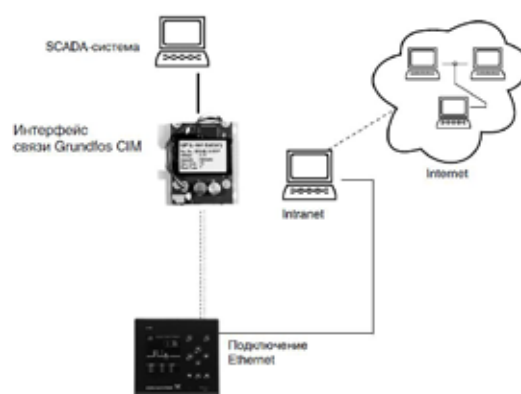 SCADA-система
Интерфейс
связи Grundfos CIM
Internet
Intranet
Подключение
Ethernet